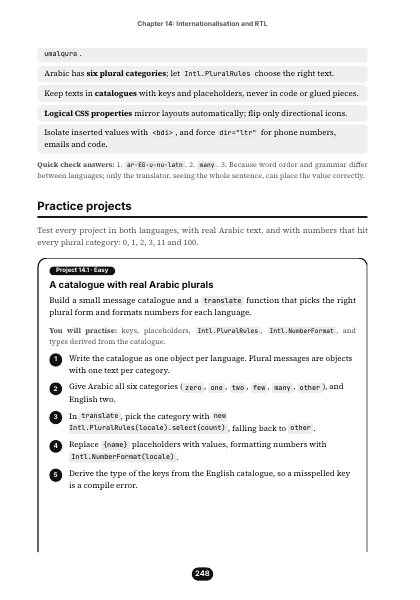 Chapter 14: Internationalisation and RTL
umalqura.
Arabic has six plural categories; let Intl.PluralRules choose the right text.
Keep texts in catalogues with keys and placeholders, never in code or glued pieces.
Logical CSS properties mirror layouts automatically; flip only directional icons.
Isolate inserted values with <bdi>, and force dir="ltr" for phone numbers,
emails and code.
Quick check answers: 1. ar-EG-u-nu-latn. 2. many. 3. Because word order and grammar differ
between languages; only the translator, seeing the whole sentence, can place the value correctly.
Practice projects
Test every project in both languages, with real Arabic text, and with numbers that hit
every plural category: 0, 1, 2, 3, 11 and 100.
Project 14.1 · Easy
A catalogue with real Arabic plurals
Build a small message catalogue and a translate function that picks the right
plural form and formats numbers for each language.
You will practise: keys, placeholders, Intl.PluralRules, Intl.NumberFormat, and
types derived from the catalogue.
1 Write the catalogue as one object per language. Plural messages are objects
with one text per category.
2 Give Arabic all six categories (zero, one, two, few, many, other), and
English two.
3 In translate, pick the category with new
Intl.PluralRules(locale).select(count), falling back to other.
4 Replace {name} placeholders with values, formatting numbers with
Intl.NumberFormat(locale).
5 Derive the type of the keys from the English catalogue, so a misspelled key
is a compile error.
248